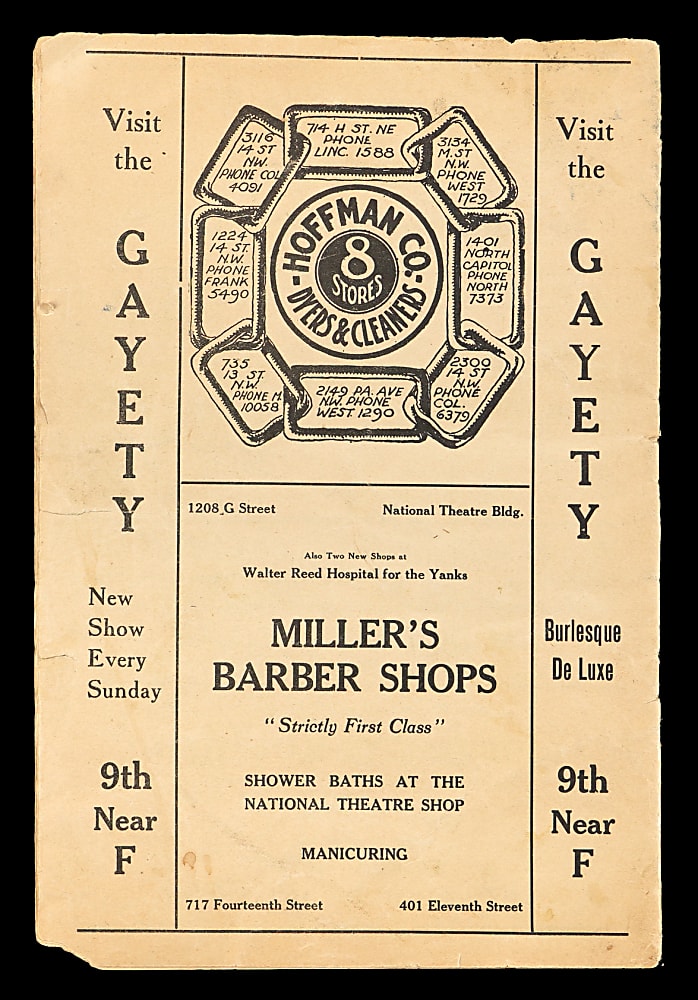 Visit
the
GAYETY
New
Show
Every
Sunday
9th
Near
F
3116
14 ST
NW.
PHONE COL
4091
714 H ST. NE
PHONE
LINC. 1588
3134
M. ST
N.W.
PHONE
WEST
1729
1224
14 ST.
N.W.
PHONE
FRANK
5490
HOFFMAN CO.
8
STORES
-DYERS & CLEANERS-
1401
NORTH
CAPITOL
PHONE
NORTH
7373
735
13 ST.
N.W.
PHONE M.
10058
2149 PA. AVE
NW. PHONE
WEST. 1290
2309
14 ST
N.W.
PHONE
COL.
6379
1208 G Street National Theatre Bldg.
Also Two New Shops at
Walter Reed Hospital for the Yanks
MILLER'S
BARBER SHOPS
"Strictly First Class"
SHOWER BATHS AT THE
NATIONAL THEATRE SHOP
MANICURING
717 Fourteenth Street 401 Eleventh Street
Visit
the
GAYETY
Burlesque
De Luxe
9th
Near
F